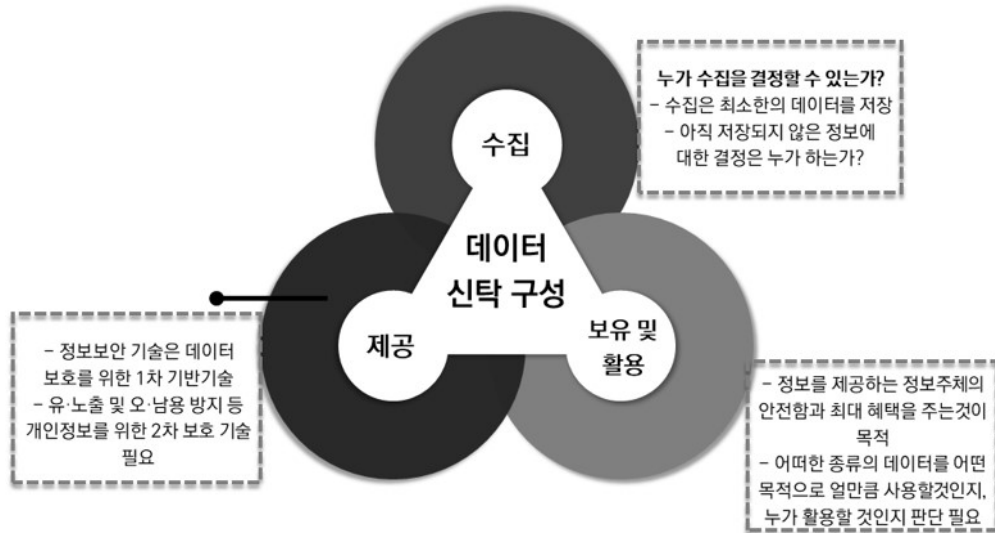 수집
누가 수집을 결정할 수 있는가?
– 수집은 최소한의 데이터를 저장
– 아직 저장되지 않은 정보에
대한 결정은 누가 하는가?
데이터
신탁 구성
제공
– 정보보안 기술은 데이터
보호를 위한 1차 기반기술
– 유·노출 및 오·남용 방지 등
개인정보를 위한 2차 보호 기술
필요
보유 및
활용
– 정보를 제공하는 정보주체의
안전함과 최대 혜택을 주는것이
목적
– 어떠한 종류의 데이터를 어떤
목적으로 얼만큼 사용할것인지,
누가 활용할 것인지 판단 필요